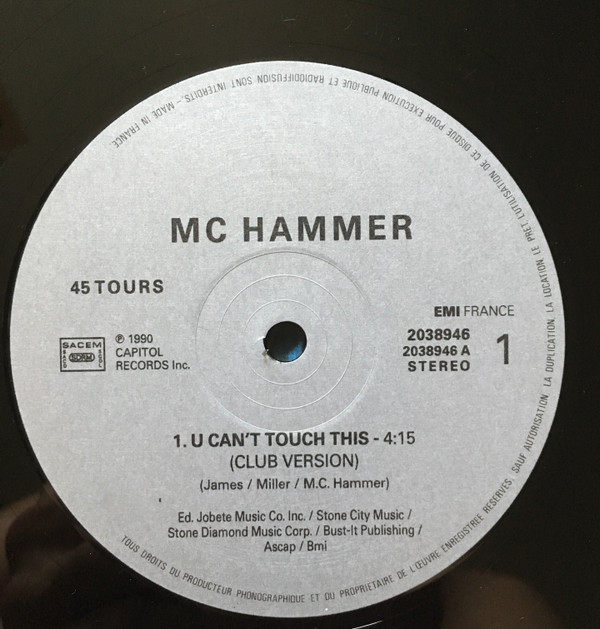 MC HAMMER
45 TOURS
EMI FRANCE
SACEM
SACD
SDRM
SGDL
℗ 1990
CAPITOL
RECORDS Inc.
2038946
2038946 A
STEREO
1
1. U CAN'T TOUCH THIS - 4:15
(CLUB VERSION)
(James / Miller / M.C. Hammer)
Ed. Jobete Music Co. Inc. / Stone City Music /
Stone Diamond Music Corp. / Bust-It Publishing /
Ascap / Bmi
TOUS DROITS DU PRODUCTEUR PHONOGRAPHIQUE ET DU PROPRIETAIRE DE L'ŒUVRE ENREGISTREE RESERVES. SAUF AUTORISATION. LA DUPLICATION. LA LOCATION. LE PRET. L'UTILISATION DE CE DISQUE POUR EXECUTION PUBLIQUE ET RADIODIFFUSION SONT INTERDITS. - MADE IN FRANCE